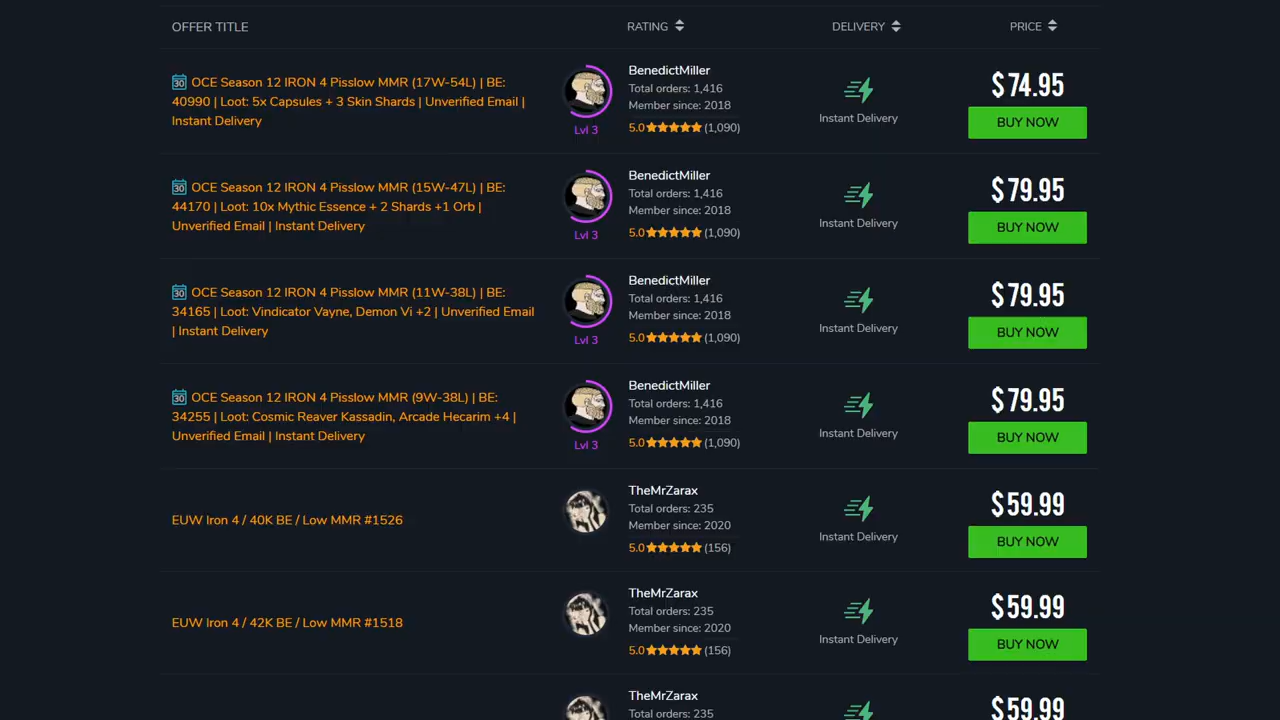 OFFER TITLE RATING DELIVERY PRICE
30 OCE Season 12 IRON 4 Pisslow MMR (17W-54L) | BE:
40990 | Loot: 5x Capsules + 3 Skin Shards | Unverified Email |
Instant Delivery
Lvl 3
BenedictMiller
Total orders: 1,416
Member since: 2018
5.0 (1,090)
Instant Delivery
$74.95
BUY NOW
30 OCE Season 12 IRON 4 Pisslow MMR (15W-47L) | BE:
44170 | Loot: 10x Mythic Essence + 2 Shards +1 Orb |
Unverified Email | Instant Delivery
Lvl 3
BenedictMiller
Total orders: 1,416
Member since: 2018
5.0 (1,090)
Instant Delivery
$79.95
BUY NOW
30 OCE Season 12 IRON 4 Pisslow MMR (11W-38L) | BE:
34165 | Loot: Vindicator Vayne, Demon Vi +2 | Unverified Email
| Instant Delivery
Lvl 3
BenedictMiller
Total orders: 1,416
Member since: 2018
5.0 (1,090)
Instant Delivery
$79.95
BUY NOW
30 OCE Season 12 IRON 4 Pisslow MMR (9W-38L) | BE:
34255 | Loot: Cosmic Reaver Kassadin, Arcade Hecarim +4 |
Unverified Email | Instant Delivery
Lvl 3
BenedictMiller
Total orders: 1,416
Member since: 2018
5.0 (1,090)
Instant Delivery
$79.95
BUY NOW
EUW Iron 4 / 40K BE / Low MMR #1526
TheMrZarax
Total orders: 235
Member since: 2020
5.0 (156)
Instant Delivery
$59.99
BUY NOW
EUW Iron 4 / 42K BE / Low MMR #1518
TheMrZarax
Total orders: 235
Member since: 2020
5.0 (156)
Instant Delivery
$59.99
BUY NOW
TheMrZarax
Total orders: 235
$59.99